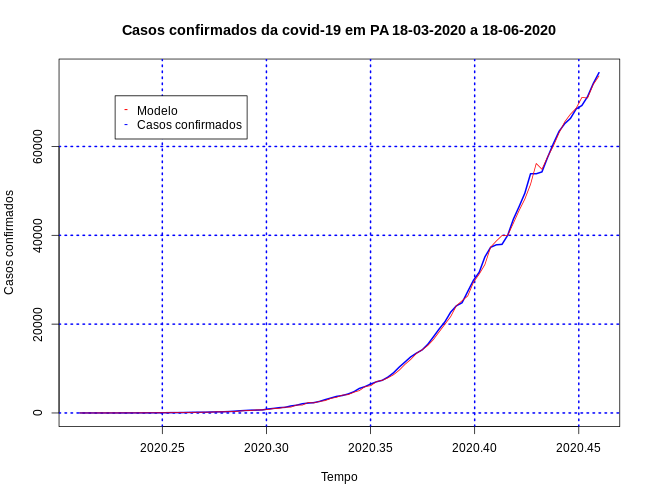 Casos confirmados da covid-19 em PA 18-03-2020 a 18-06-2020
Modelo
Casos confirmados
Casos confirmados
60000
40000
20000
0
2020.25 2020.30 2020.35 2020.40 2020.45
Tempo